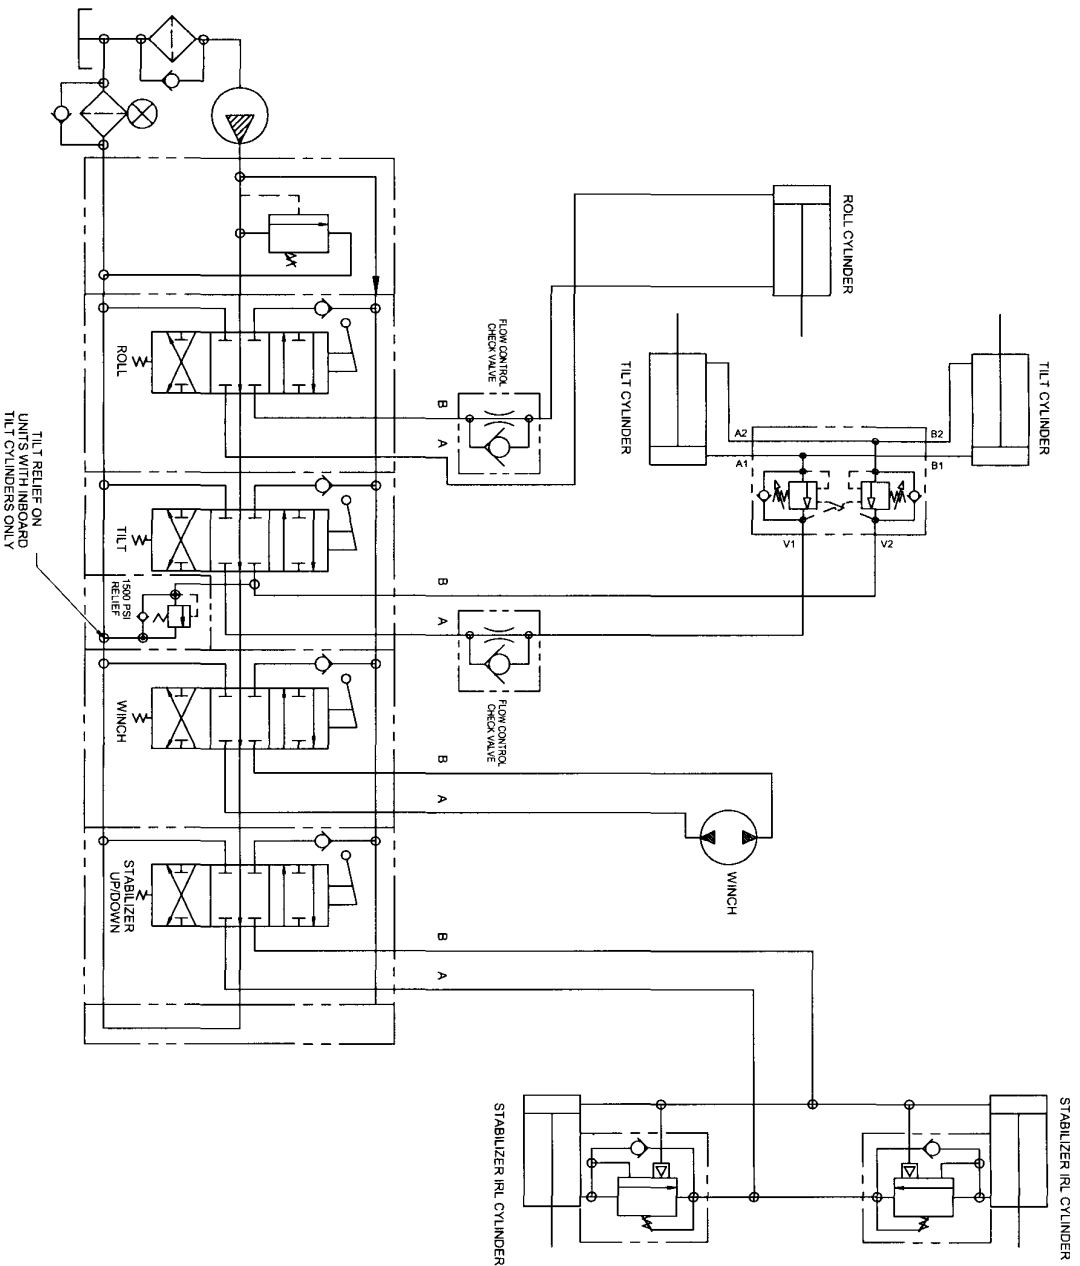 ROLL CYLINDER
TILT CYLINDER
TILT CYLINDER
FLOW CONTROL
CHECK VALVE
ROLL
B
A
A2
A1
B2
B1
V1
V2
TILT RELIEF ON
UNITS WITH INBOARD
TILT CYLINDERS ONLY
TILT
1500 PSI
RELIEF
B
A
FLOW CONTROL
CHECK VALVE
WINCH
B
A
WINCH
STABILIZER
UP/DOWN
B
A
STABILIZER IRL CYLINDER
STABILIZER IRL CYLINDER